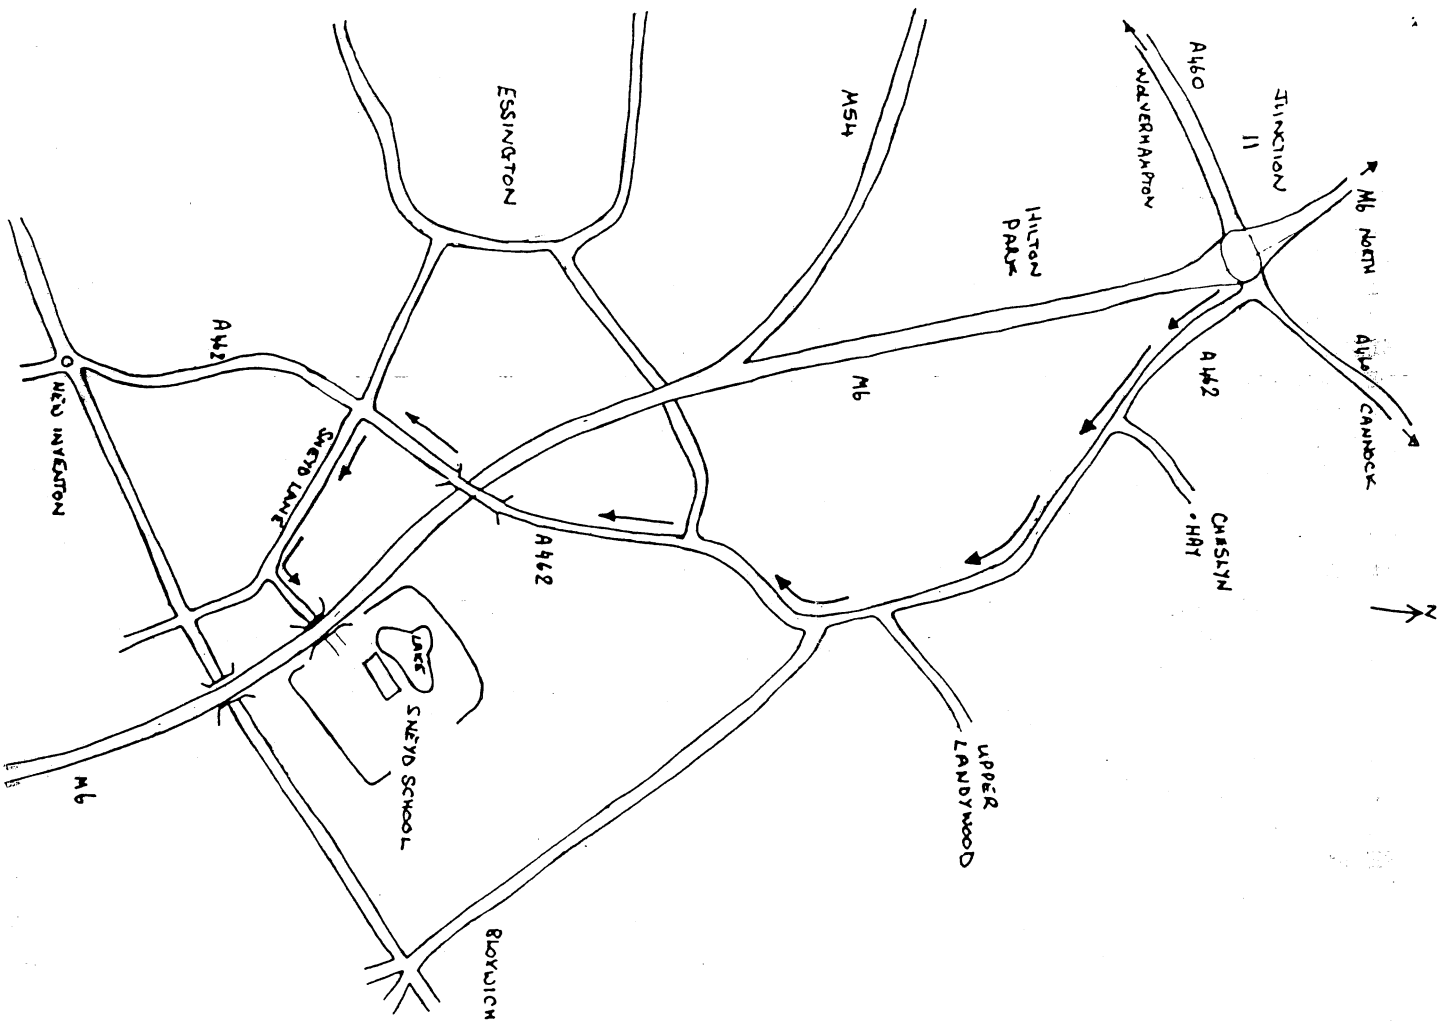 N
M6 NORTH
A460 CANNOCK
JUNCTION
11
A460
WOLVERHAMPTON
A462
CHESLYN
HAY
HILTON
PARK
M6
UPPER
LANDYWOOD
M54
A462
ESSINGTON
BLOXWICH
LAKE
SNEYD SCHOOL
SNEYD LANE
A462
NEW INVENTON
M6